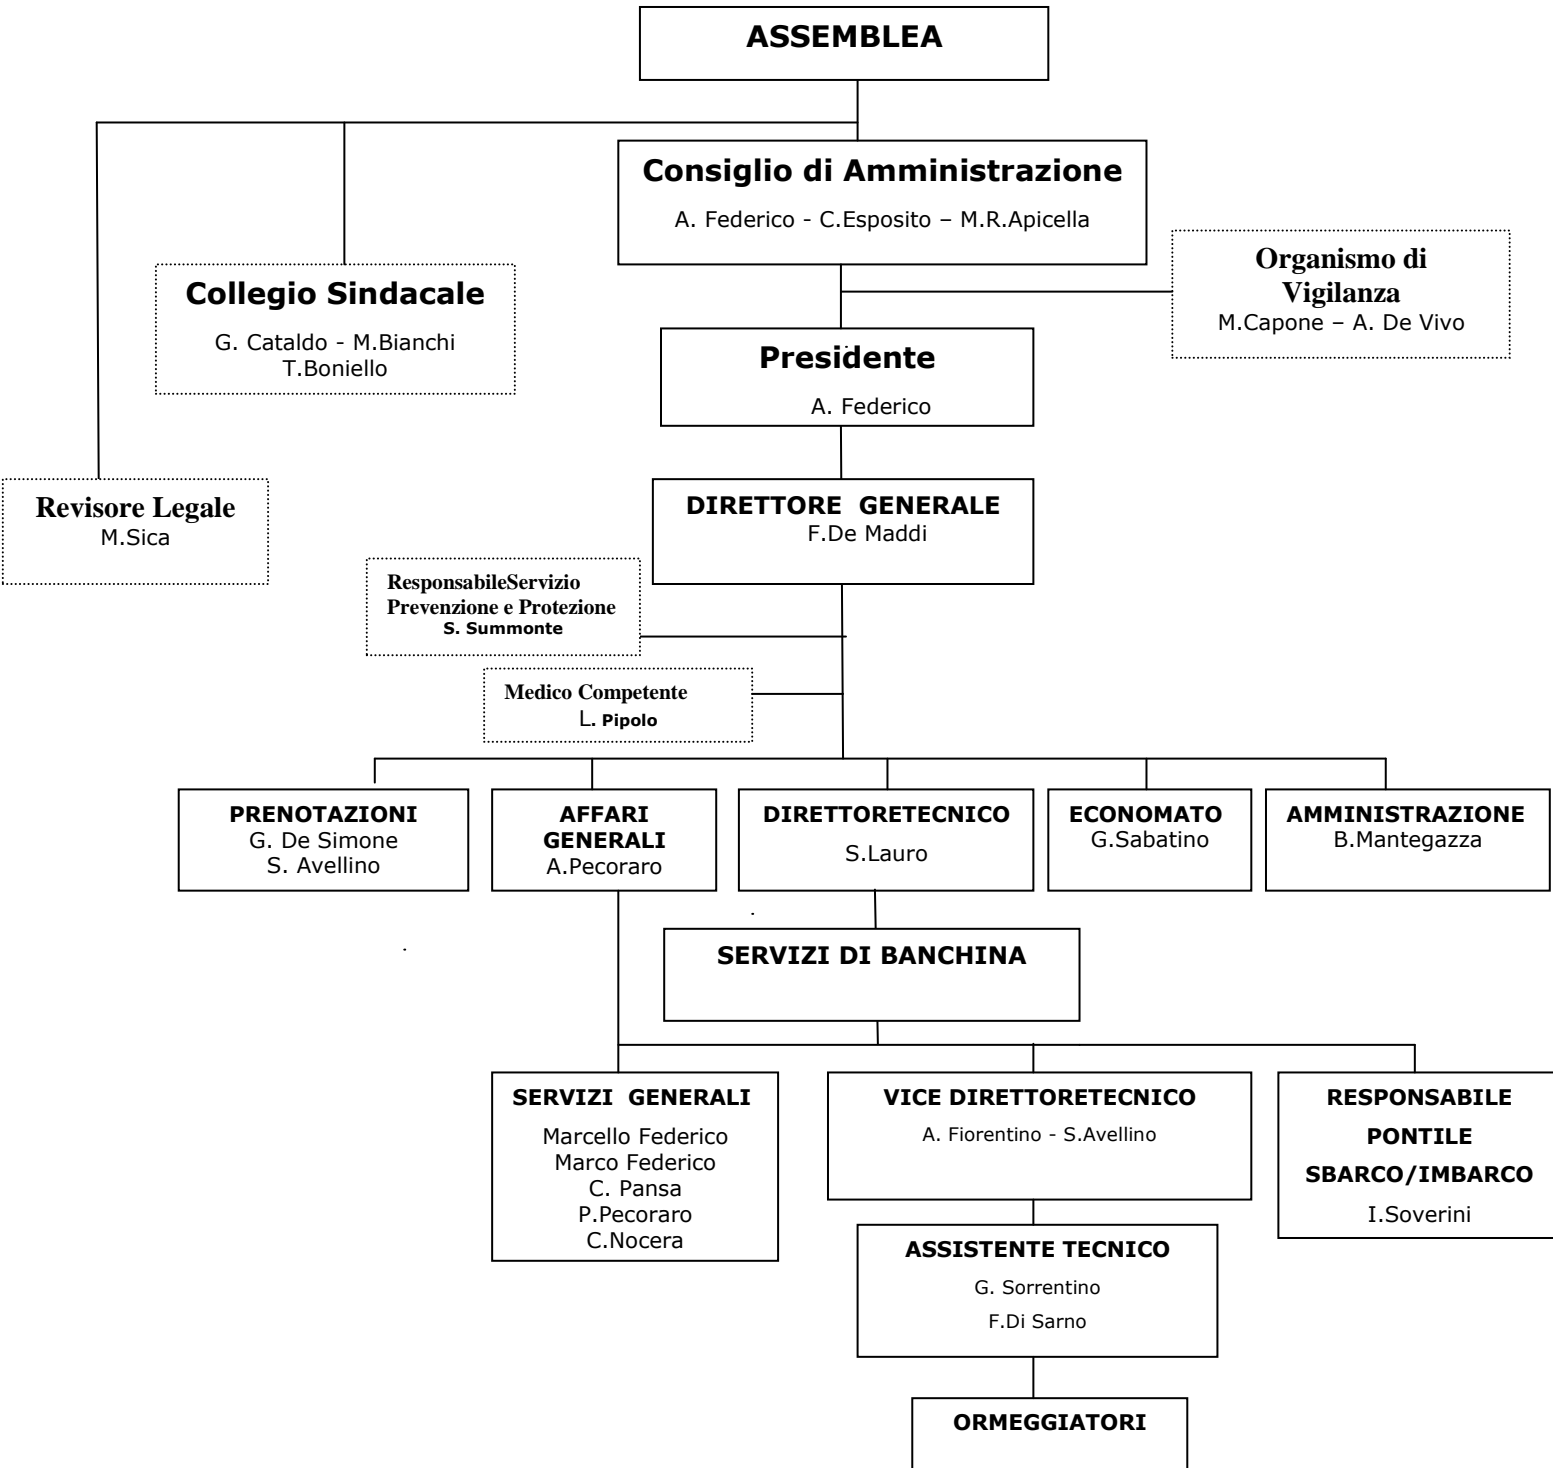 ASSEMBLEA
Consiglio di Amministrazione
A. Federico - C.Esposito – M.R.Apicella
Organismo di
Vigilanza
M.Capone – A. De Vivo
Collegio Sindacale
G. Cataldo - M.Bianchi
T.Boniello
Presidente
A. Federico
Revisore Legale
M.Sica
DIRETTORE GENERALE
F.De Maddi
ResponsabileServizio
Prevenzione e Protezione
S. Summonte
Medico Competente
L. Pipolo
PRENOTAZIONI
G. De Simone
S. Avellino
AFFARI
GENERALI
A.Pecoraro
DIRETTORETECNICO
S.Lauro
ECONOMATO
G.Sabatino
AMMINISTRAZIONE
B.Mantegazza
SERVIZI DI BANCHINA
SERVIZI GENERALI
Marcello Federico
Marco Federico
C. Pansa
P.Pecoraro
C.Nocera
VICE DIRETTORETECNICO
A. Fiorentino - S.Avellino
RESPONSABILE
PONTILE
SBARCO/IMBARCO
I.Soverini
ASSISTENTE TECNICO
G. Sorrentino
F.Di Sarno
ORMEGGIATORI